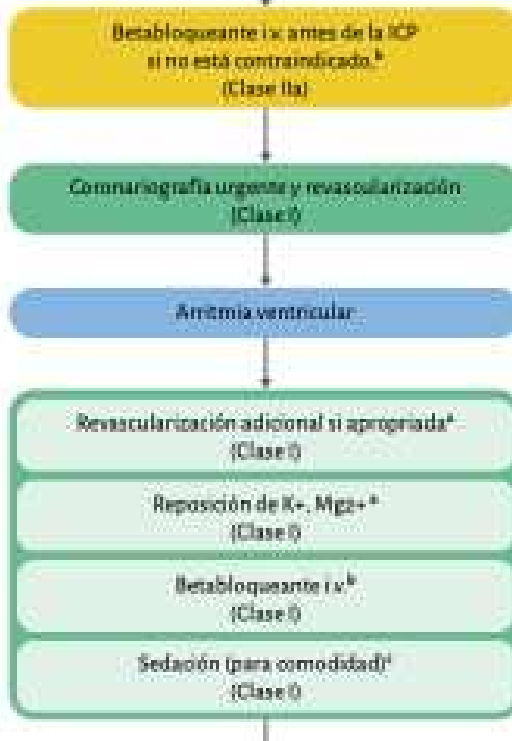 Betabloqueante i.v. antes de la ICP
si no está contraindicado.ᵇ
(Clase IIa)
Coronariografía urgente y revascularización
(Clase I)
Arritmia ventricular
Revascularización adicional si apropiadaᵃ
(Clase I)
Reposición de K+, Mg2+ ᵃ
(Clase I)
Betabloqueante i.v.ᵇ
(Clase I)
Sedación (para comodidad)ᵃ
(Clase I)